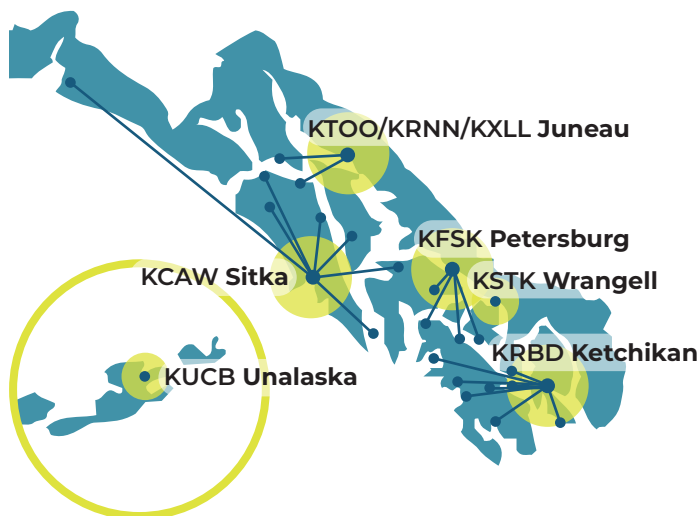 KTOO/KRNN/KXLL Juneau
KFSK Petersburg
KCAW Sitka
KSTK Wrangell
KRBD Ketchikan
KUCB Unalaska